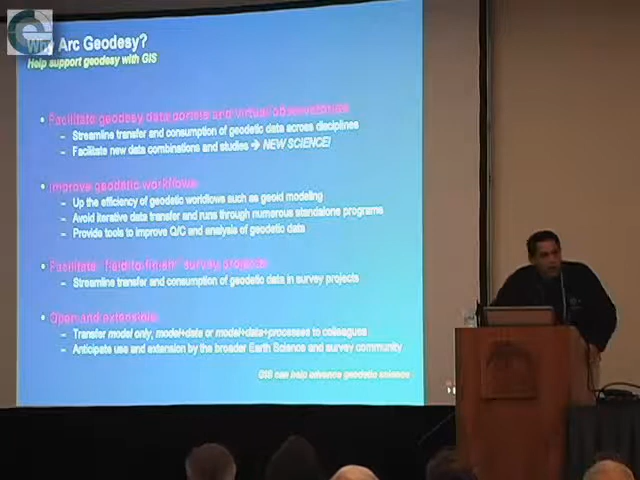 Why Arc Geodesy?
Help support geodesy with GIS
• Facilitate geodesy data portals and virtual observatories
– Streamline transfer and consumption of geodetic data across disciplines
– Facilitate new data combinations and studies → NEW SCIENCE!
• Improve geodetic workflows
– Up the efficiency of geodetic workflows such as geoid modeling
– Avoid iterative data transfer and runs through numerous standalone programs
– Provide tools to improve Q/C and analysis of geodetic data
• Facilitate "field-to-finish" survey projects
– Streamline transfer and consumption of geodetic data in survey projects
• Open and extensible
– Transfer model only, model+data or model+data+processes to colleagues
– Anticipate use and extension by the broader Earth Science and survey community
GIS can help advance geodetic science